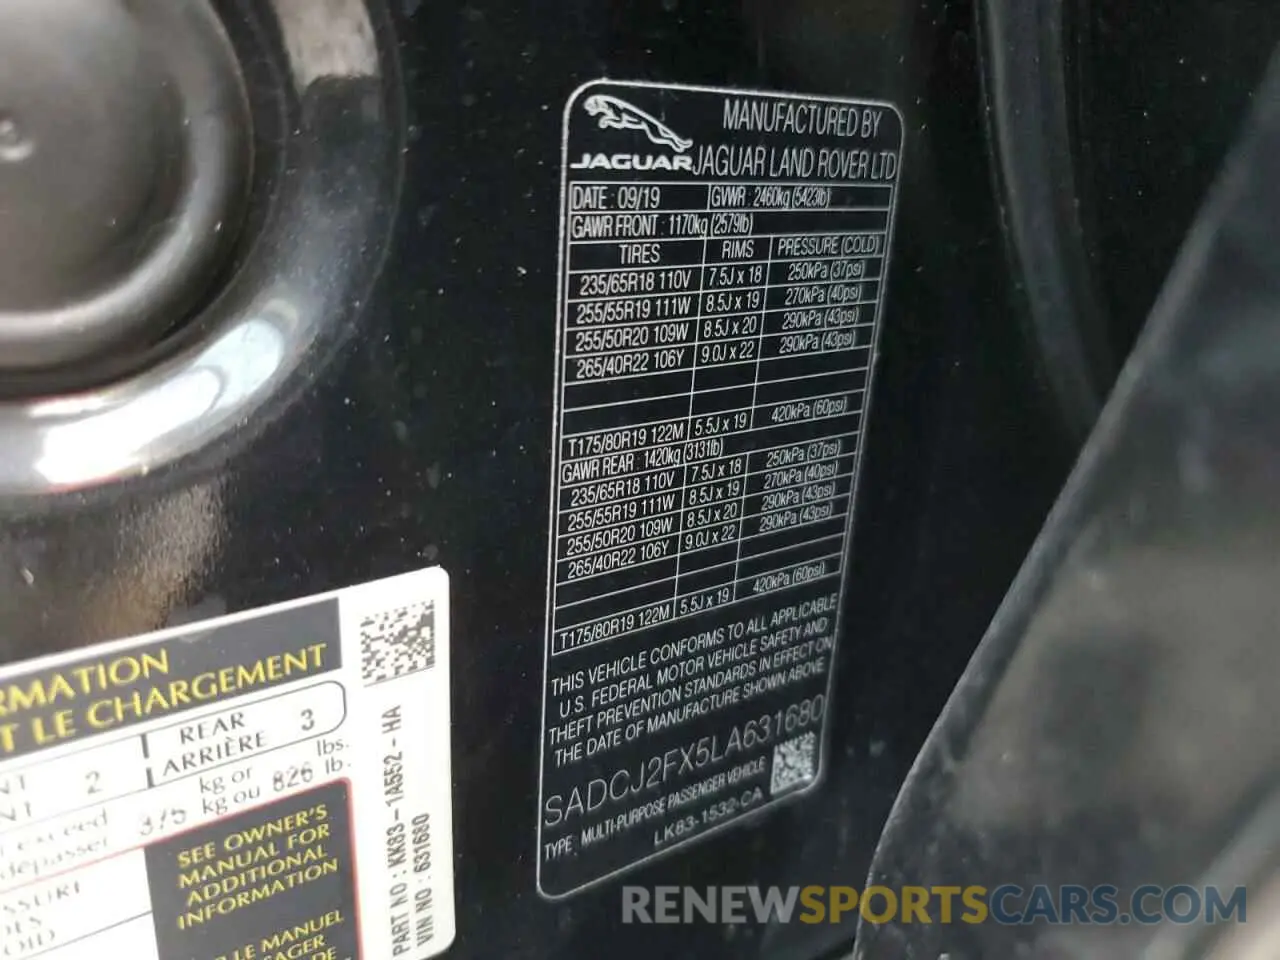 JAGUAR
MANUFACTURED BY
JAGUAR LAND ROVER LTD
DATE : 09/19 GVWR : 2460kg (5423lb)
GAWR FRONT : 1170kg (2579lb)
TIRES RIMS PRESSURE (COLD)
235/65R18 110V 7.5J x 18 250kPa (37psi)
255/55R19 111W 8.5J x 19 270kPa (40psi)
255/50R20 109W 8.5J x 20 290kPa (43psi)
265/40R22 106Y 9.0J x 22 290kPa (43psi)
T175/80R19 122M 5.5J x 19 420kPa (60psi)
GAWR REAR : 1420kg (3131lb)
235/65R18 110V 7.5J x 18 250kPa (37psi)
255/55R19 111W 8.5J x 19 270kPa (40psi)
255/50R20 109W 8.5J x 20 290kPa (43psi)
265/40R22 106Y 9.0J x 22 290kPa (43psi)
T175/80R19 122M 5.5J x 19 420kPa (60psi)
THIS VEHICLE CONFORMS TO ALL APPLICABLE
U.S. FEDERAL MOTOR VEHICLE SAFETY AND
THEFT PREVENTION STANDARDS IN EFFECT ON
THE DATE OF MANUFACTURE SHOWN ABOVE
SADCJ2FX5LA631680
TYPE: MULTI-PURPOSE PASSENGER VEHICLE
LK83-1532-CA
RMATION
T LE CHARGEMENT
NT 2 REAR 3
NT ARRIÈRE
exceed 375 kg or 826 lbs.
dépasser kg ou lb.
SEE OWNER'S
MANUAL FOR
ADDITIONAL
INFORMATION
LE MANUEL
PART NO : KK83-1A552-HA
VIN NO : 631680
RENEWSPORTSCARS.COM